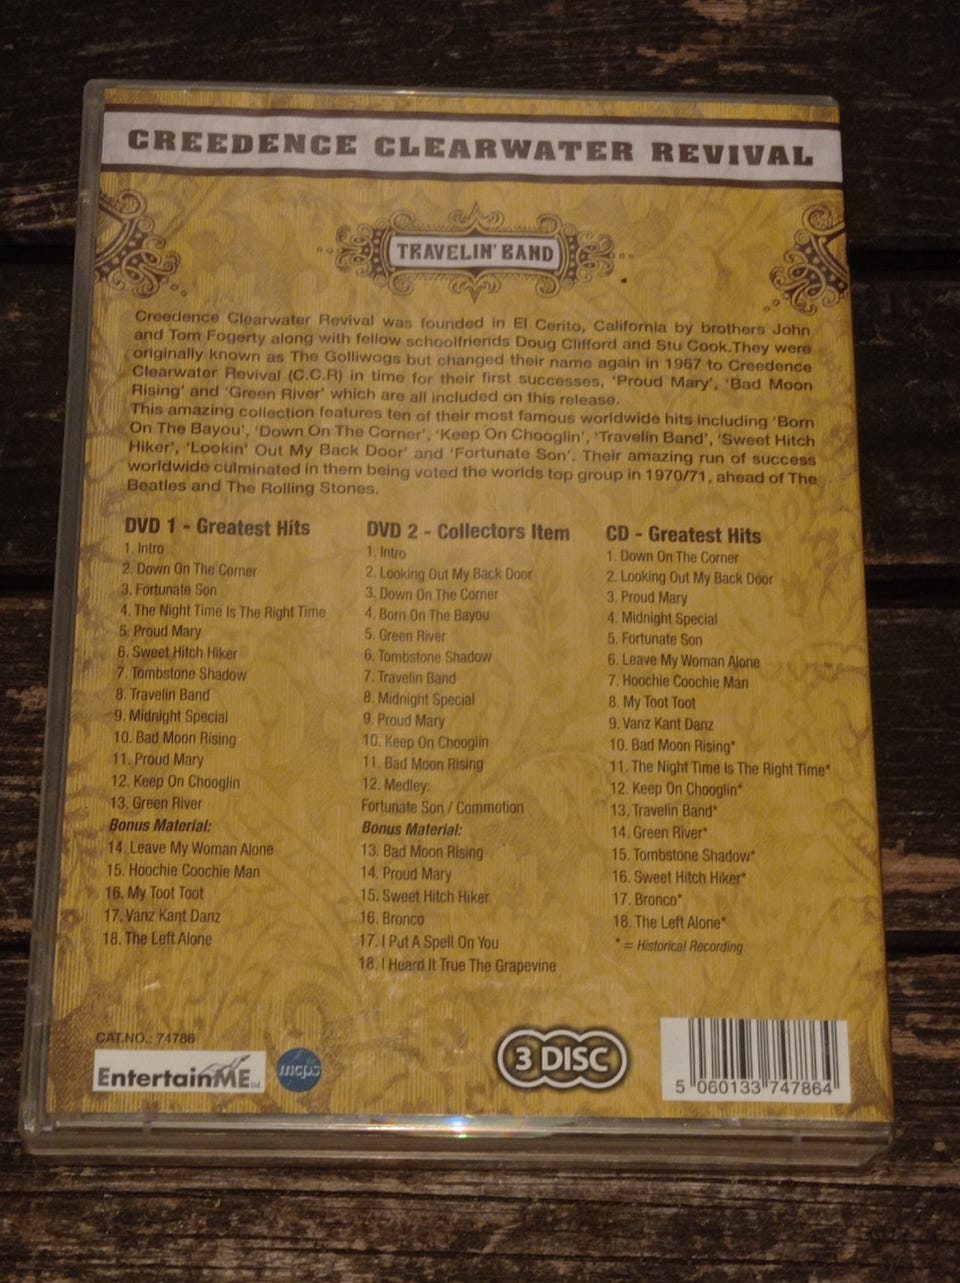 CREEDENCE CLEARWATER REVIVAL
TRAVELIN' BAND
Creedence Clearwater Revival was founded in El Cerito, California by brothers John
and Tom Fogerty along with fellow schoolfriends Doug Clifford and Stu Cook.They were
originally known as The Golliwogs but changed their name again in 1967 to Creedence
Clearwater Revival (C.C.R) in time for their first successes, 'Proud Mary', 'Bad Moon
Rising' and 'Green River' which are all included on this release.
This amazing collection features ten of their most famous worldwide hits including 'Born
On The Bayou', 'Down On The Corner', 'Keep On Chooglin', 'Travelin Band', 'Sweet Hitch
Hiker', 'Lookin' Out My Back Door' and 'Fortunate Son'. Their amazing run of success
worldwide culminated in them being voted the worlds top group in 1970/71, ahead of The
Beatles and The Rolling Stones.
DVD 1 - Greatest Hits
1. Intro
2. Down On The Corner
3. Fortunate Son
4. The Night Time Is The Right Time
5. Proud Mary
6. Sweet Hitch Hiker
7. Tombstone Shadow
8. Travelin Band
9. Midnight Special
10. Bad Moon Rising
11. Proud Mary
12. Keep On Chooglin
13. Green River
Bonus Material:
14. Leave My Woman Alone
15. Hoochie Coochie Man
16. My Toot Toot
17. Vanz Kant Danz
18. The Left Alone
DVD 2 - Collectors Item
1. Intro
2. Looking Out My Back Door
3. Down On The Corner
4. Born On The Bayou
5. Green River
6. Tombstone Shadow
7. Travelin Band
8. Midnight Special
9. Proud Mary
10. Keep On Chooglin
11. Bad Moon Rising
12. Medley:
Fortunate Son / Commotion
Bonus Material:
13. Bad Moon Rising
14. Proud Mary
15. Sweet Hitch Hiker
16. Bronco
17. I Put A Spell On You
18. I Heard It True The Grapevine
CD - Greatest Hits
1. Down On The Corner
2. Looking Out My Back Door
3. Proud Mary
4. Midnight Special
5. Fortunate Son
6. Leave My Woman Alone
7. Hoochie Coochie Man
8. My Toot Toot
9. Vanz Kant Danz
10. Bad Moon Rising*
11. The Night Time Is The Right Time*
12. Keep On Chooglin*
13. Travelin Band*
14. Green River*
15. Tombstone Shadow*
16. Sweet Hitch Hiker*
17. Bronco*
18. The Left Alone*
* = Historical Recording
CAT.NO.: 74786
EntertainME Ltd.
mcps
3 DISC
5 060133 747864